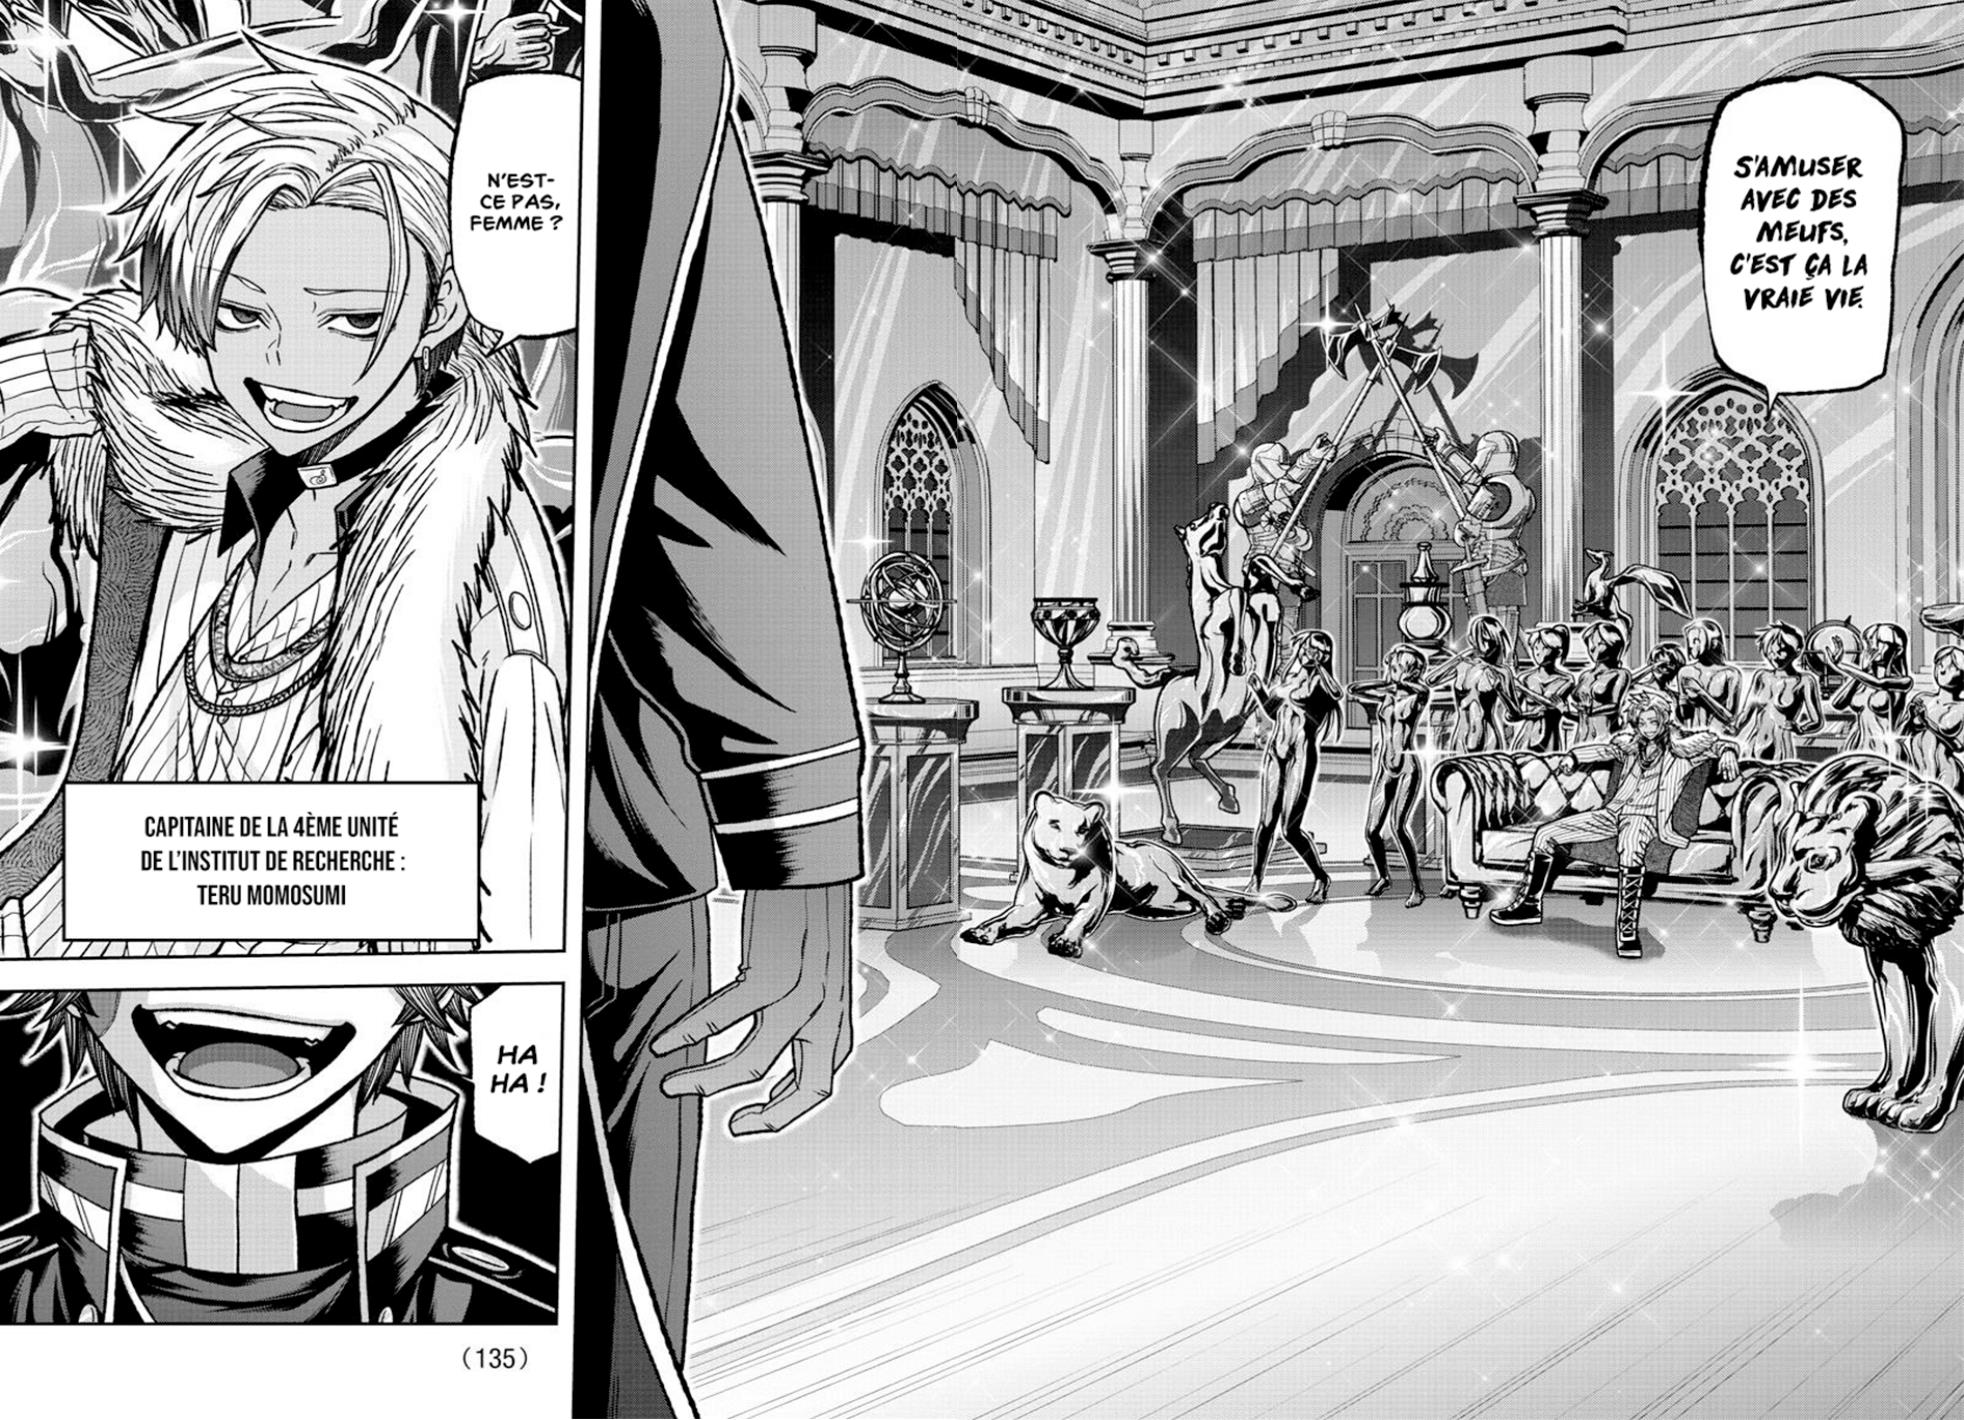 S'AMUSER
AVEC DES
MEUFS,
C'EST ÇA LA
VRAIE VIE.
N'EST-
CE PAS,
FEMME ?
CAPITAINE DE LA 4ÈME UNITÉ
DE L'INSTITUT DE RECHERCHE :
TERU MOMOSUMI
HA
HA !
(135)